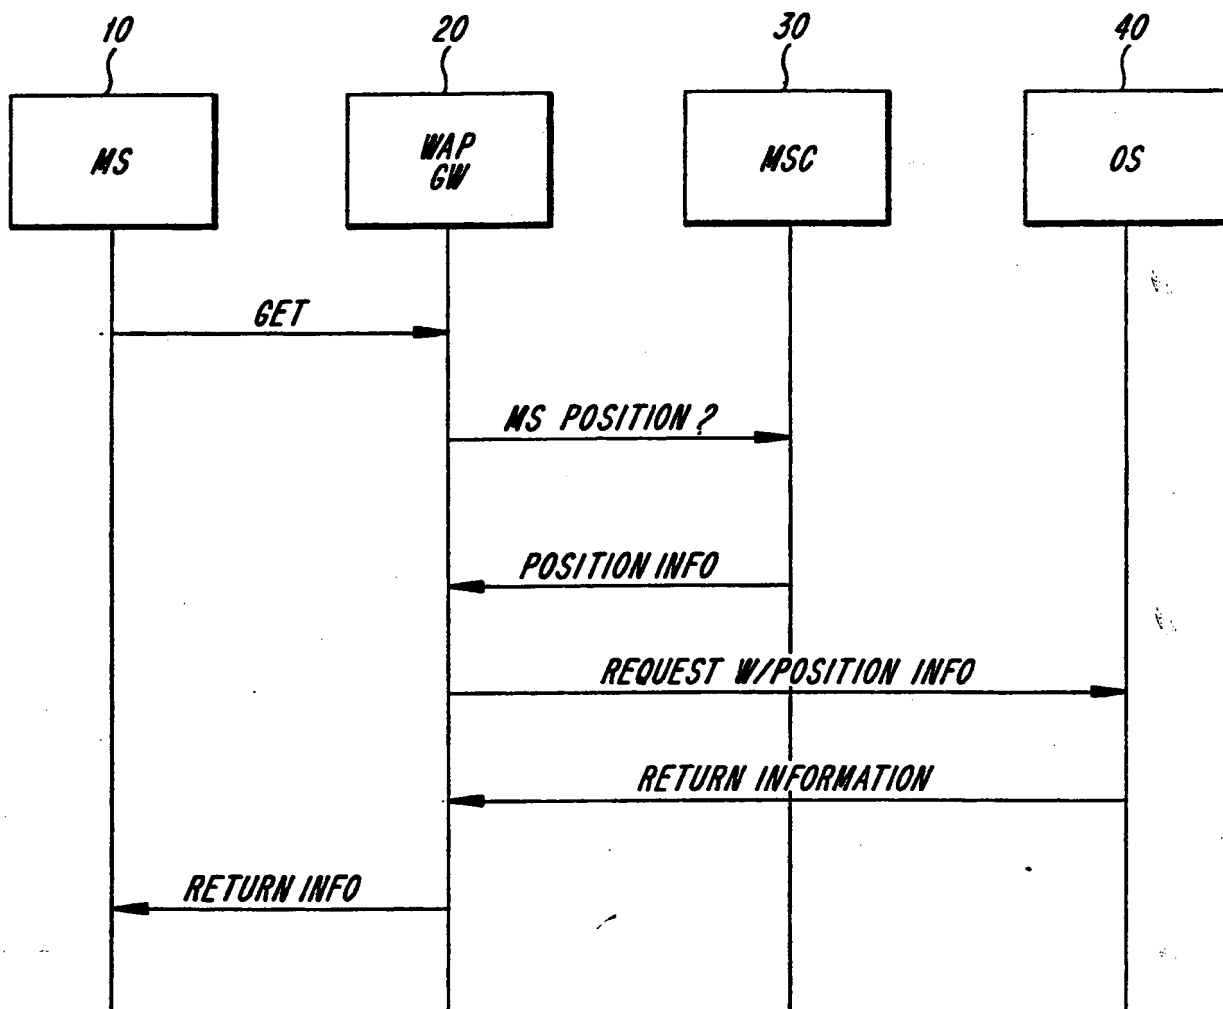 10
20
30
40
MS
WAP
GW
MSC
OS
GET
MS POSITION?
POSITION INFO
REQUEST W/POSITION INFO
RETURN INFORMATION
RETURN INFO